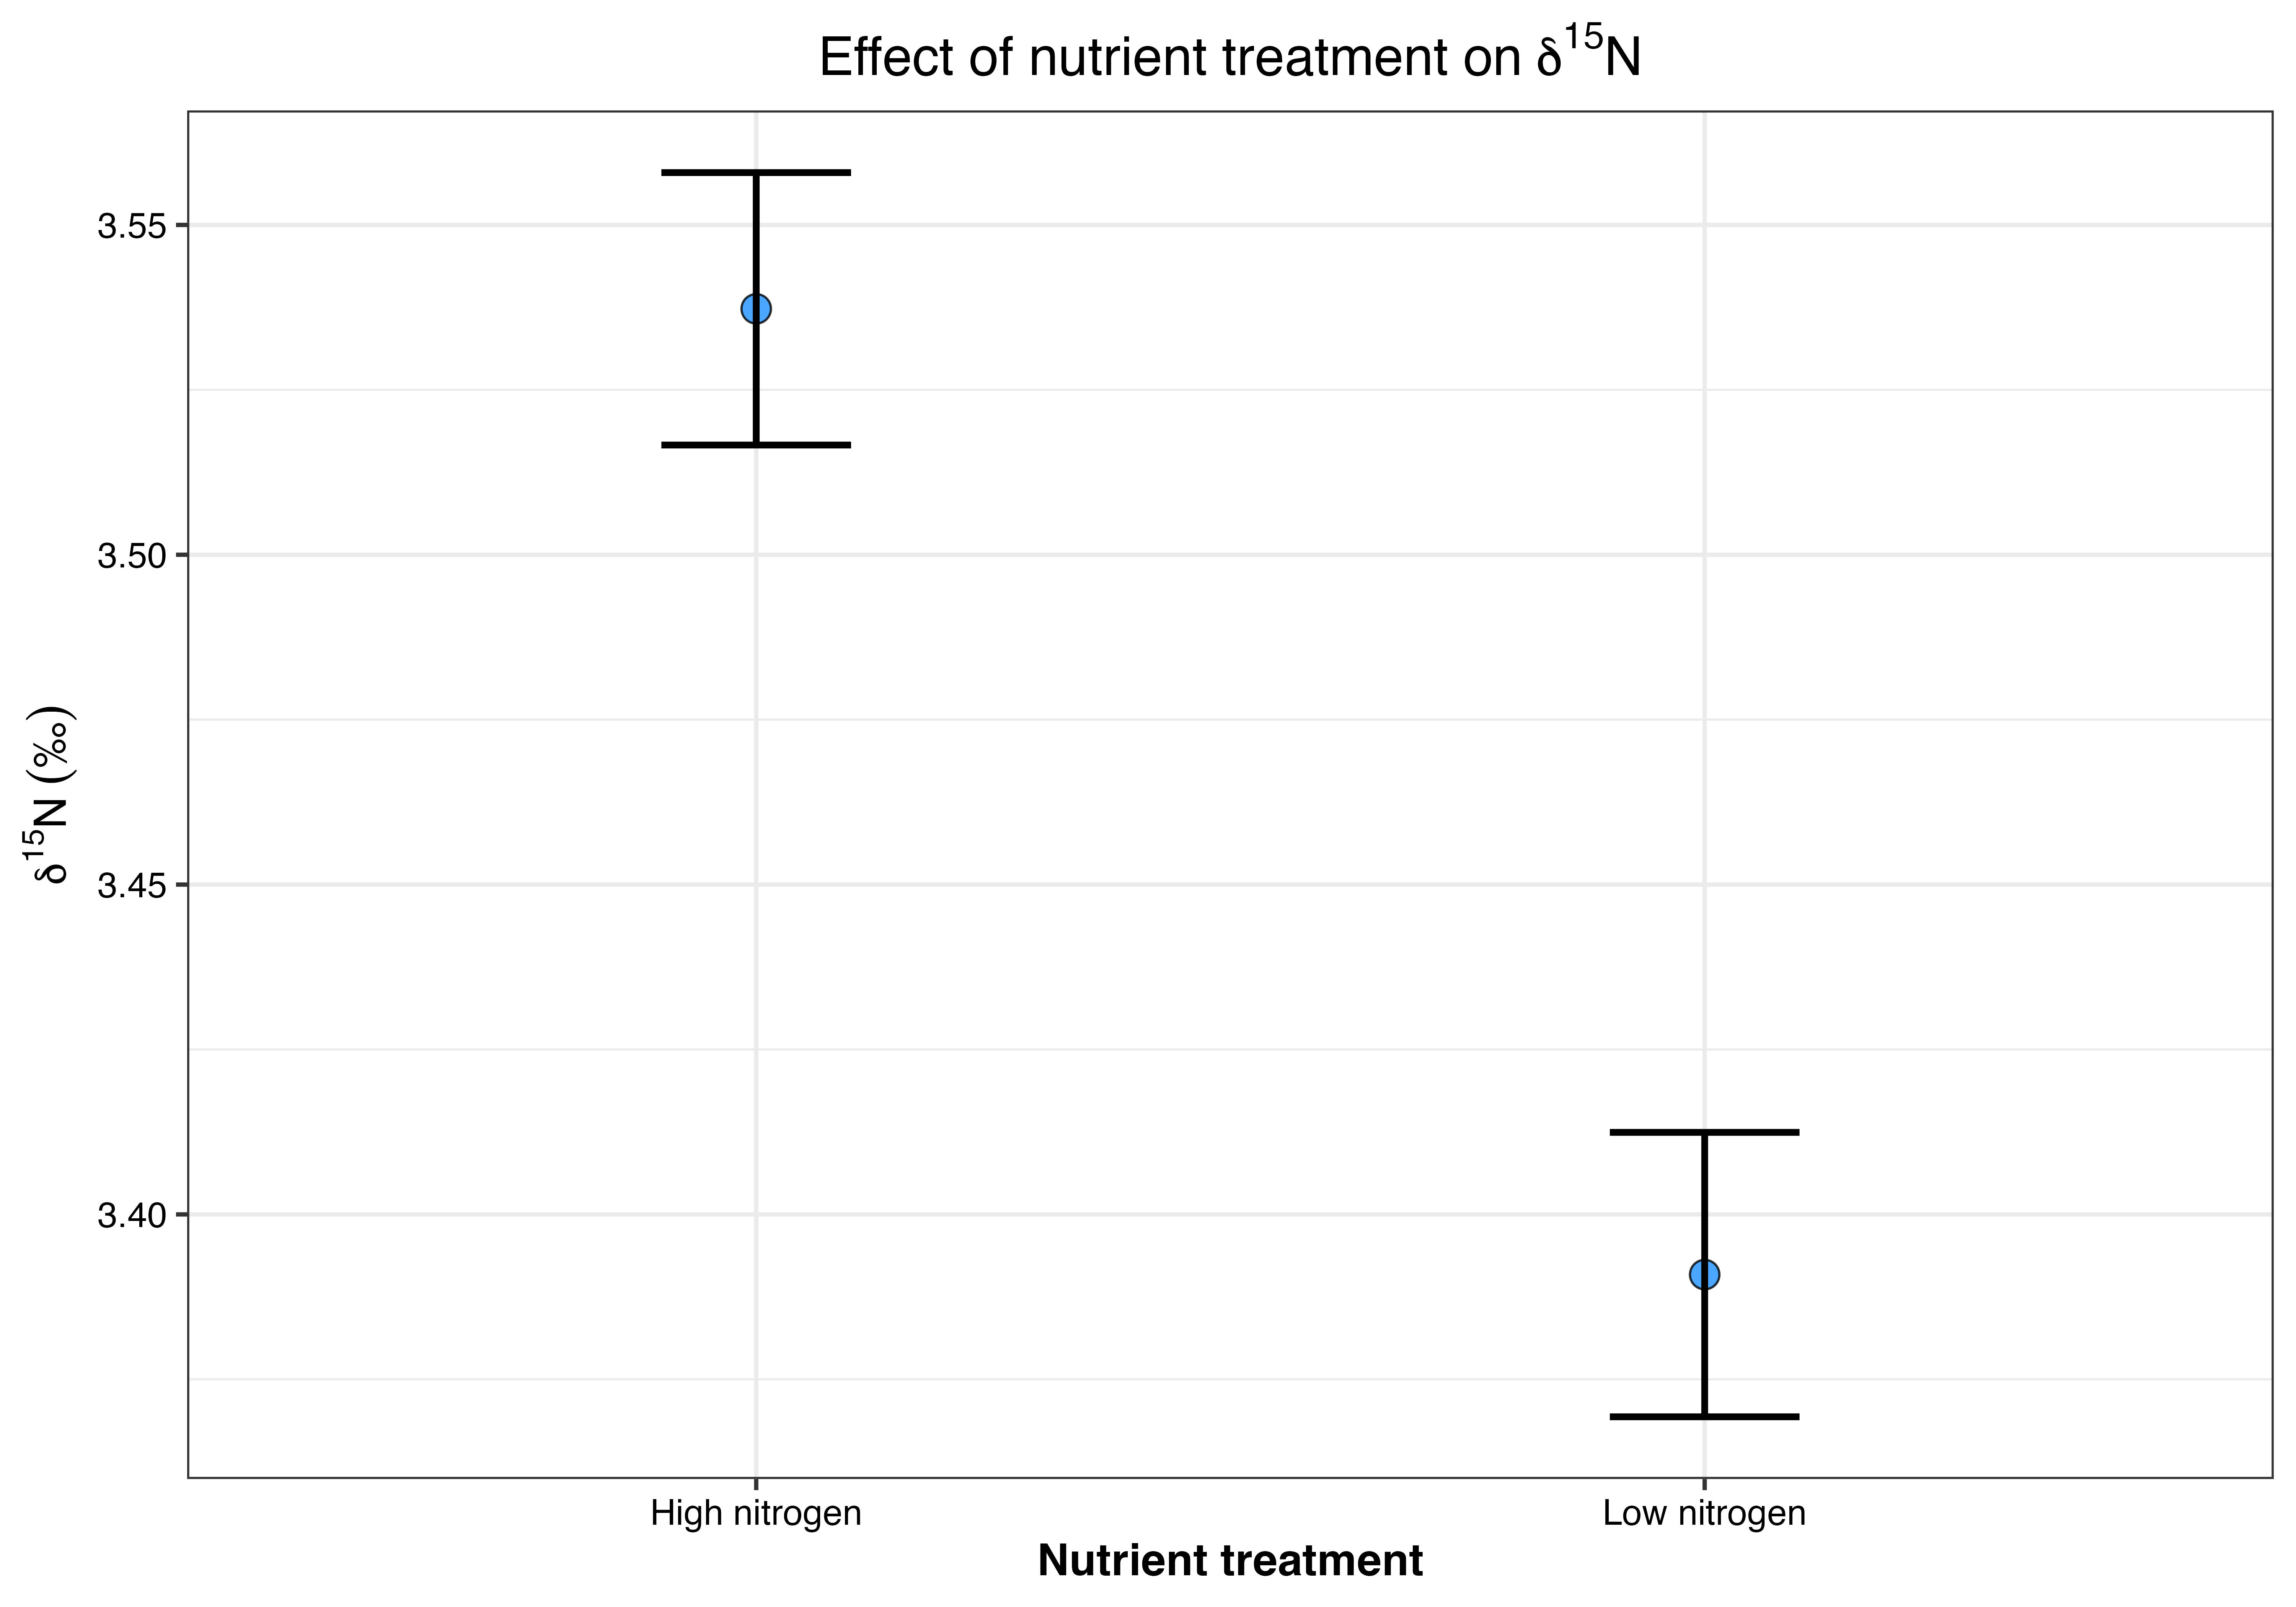 Effect of nutrient treatment on δ¹⁵N
δ¹⁵N (‰)
3.55
3.50
3.45
3.40
High nitrogen
Low nitrogen
Nutrient treatment